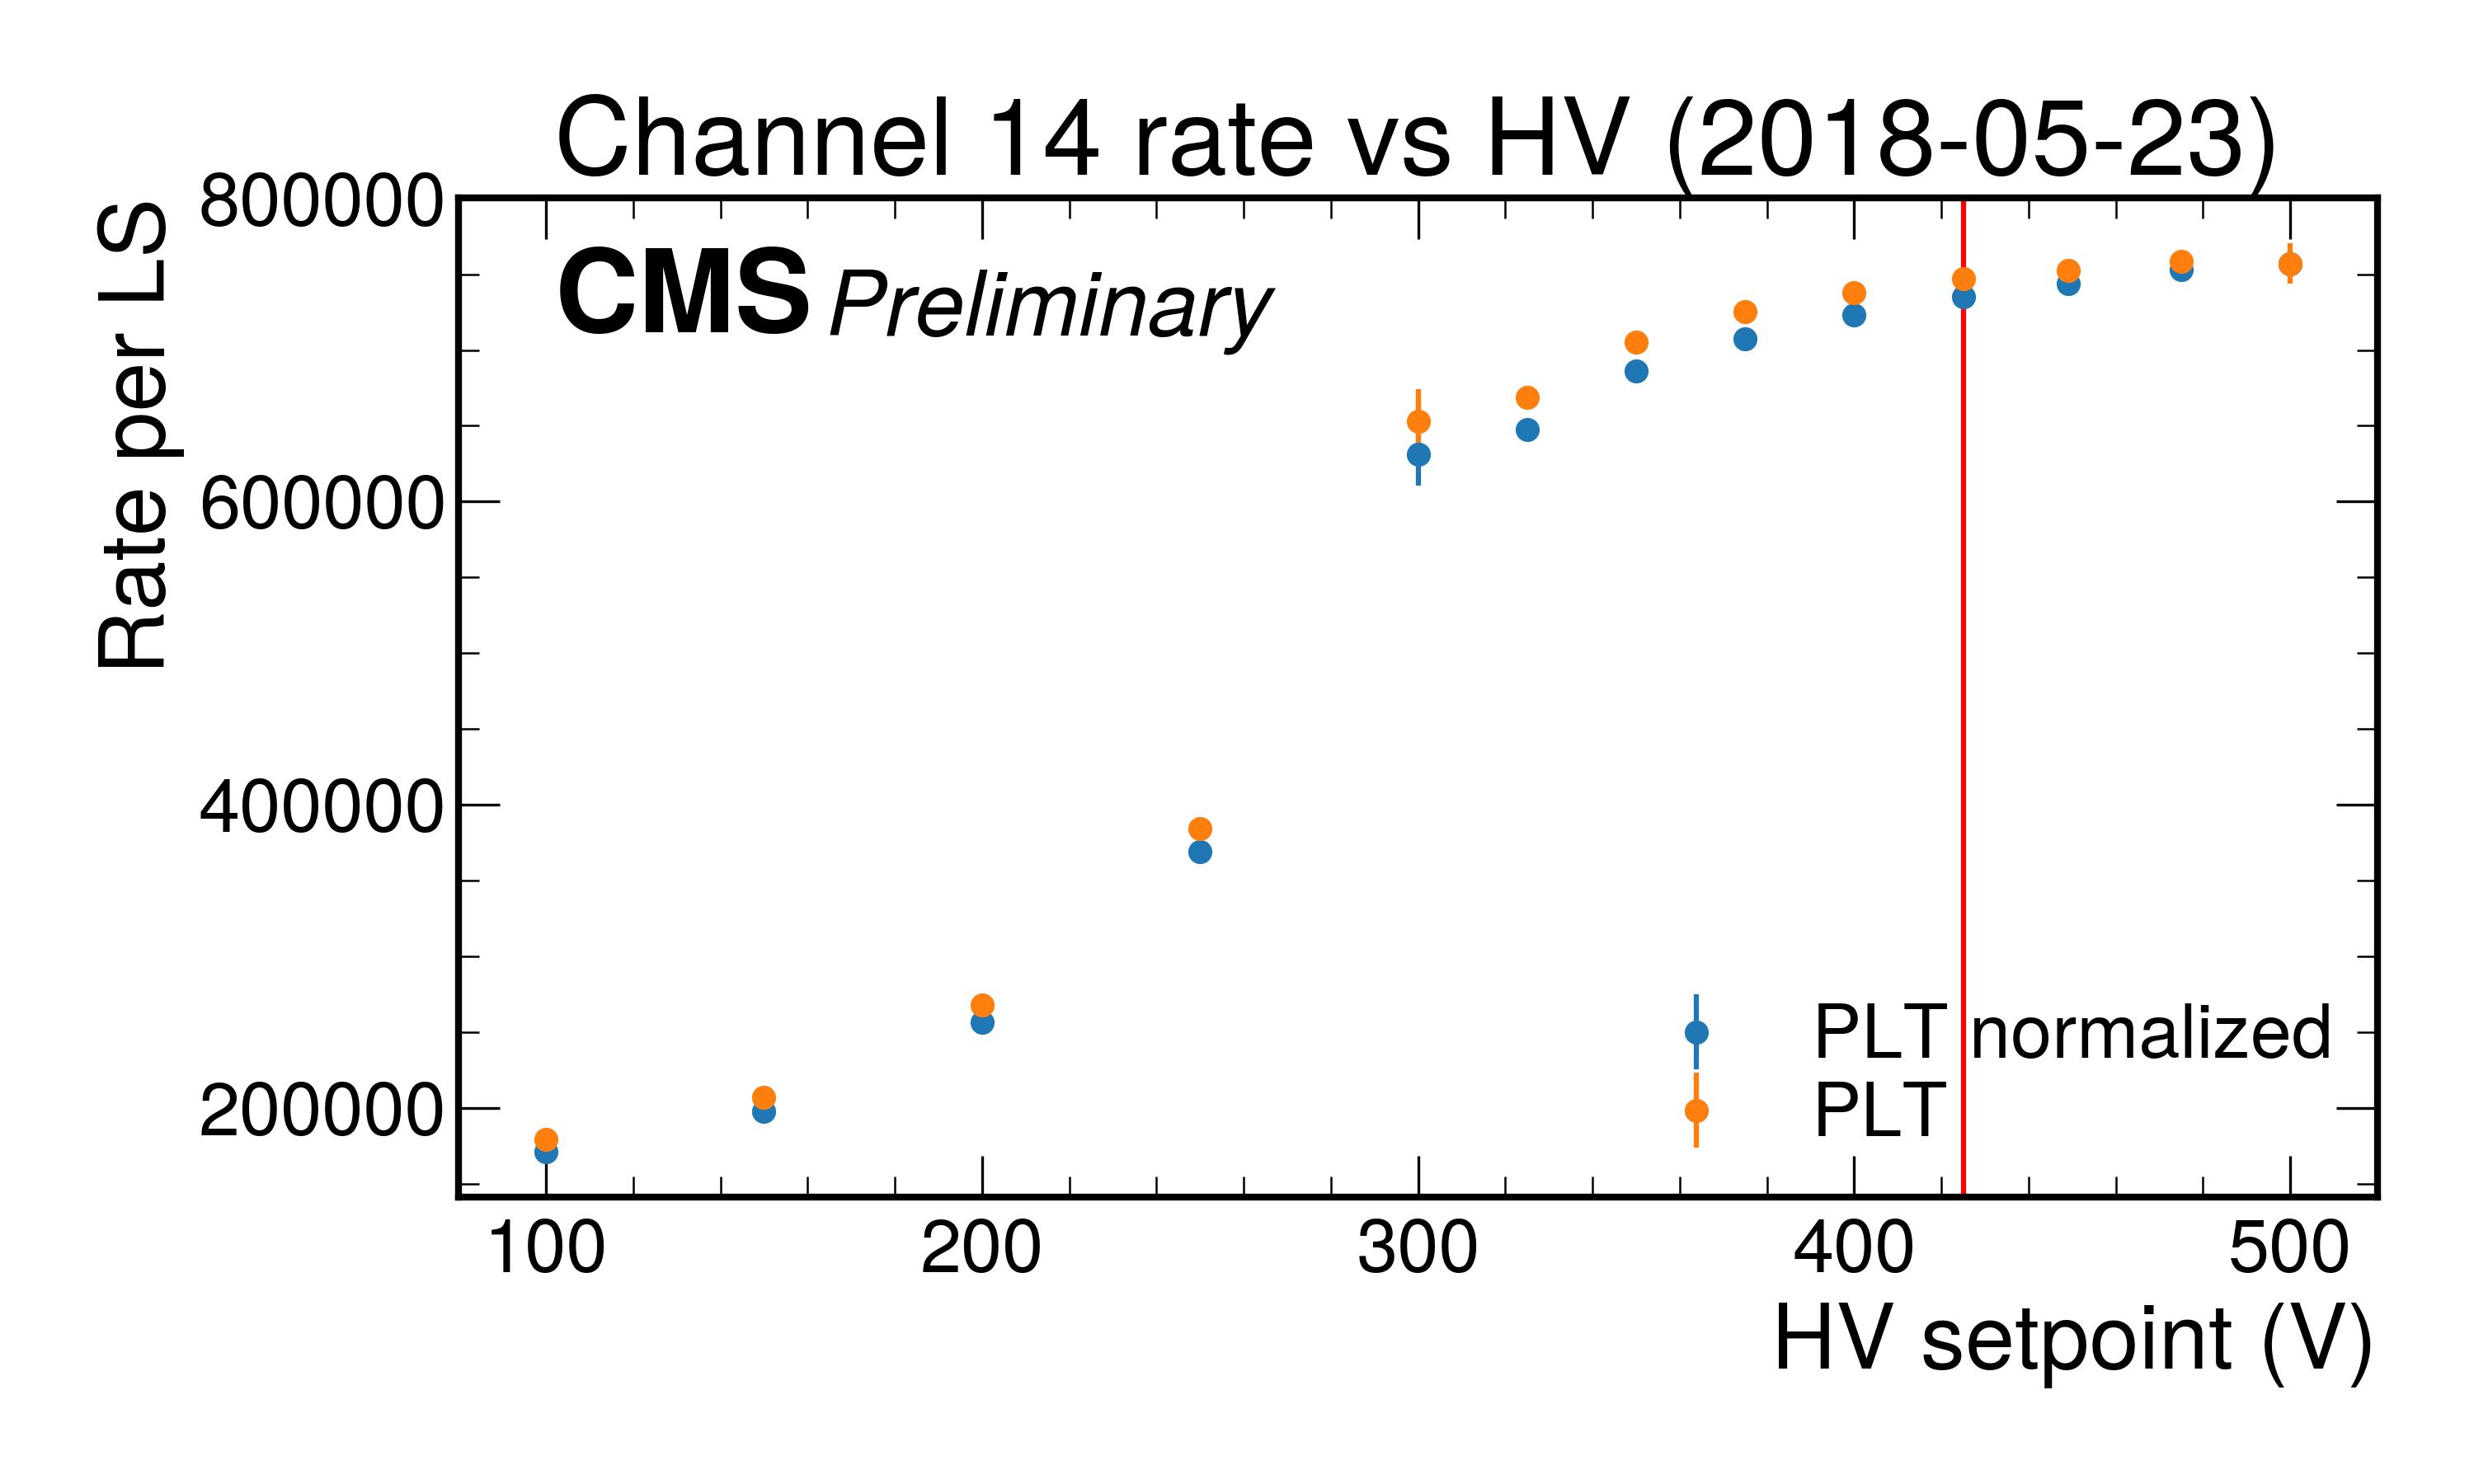 Channel 14 rate vs HV (2018-05-23)
CMS Preliminary
Rate per LS
800000
600000
400000
200000
PLT normalized
PLT
100 200 300 400 500
HV setpoint (V)